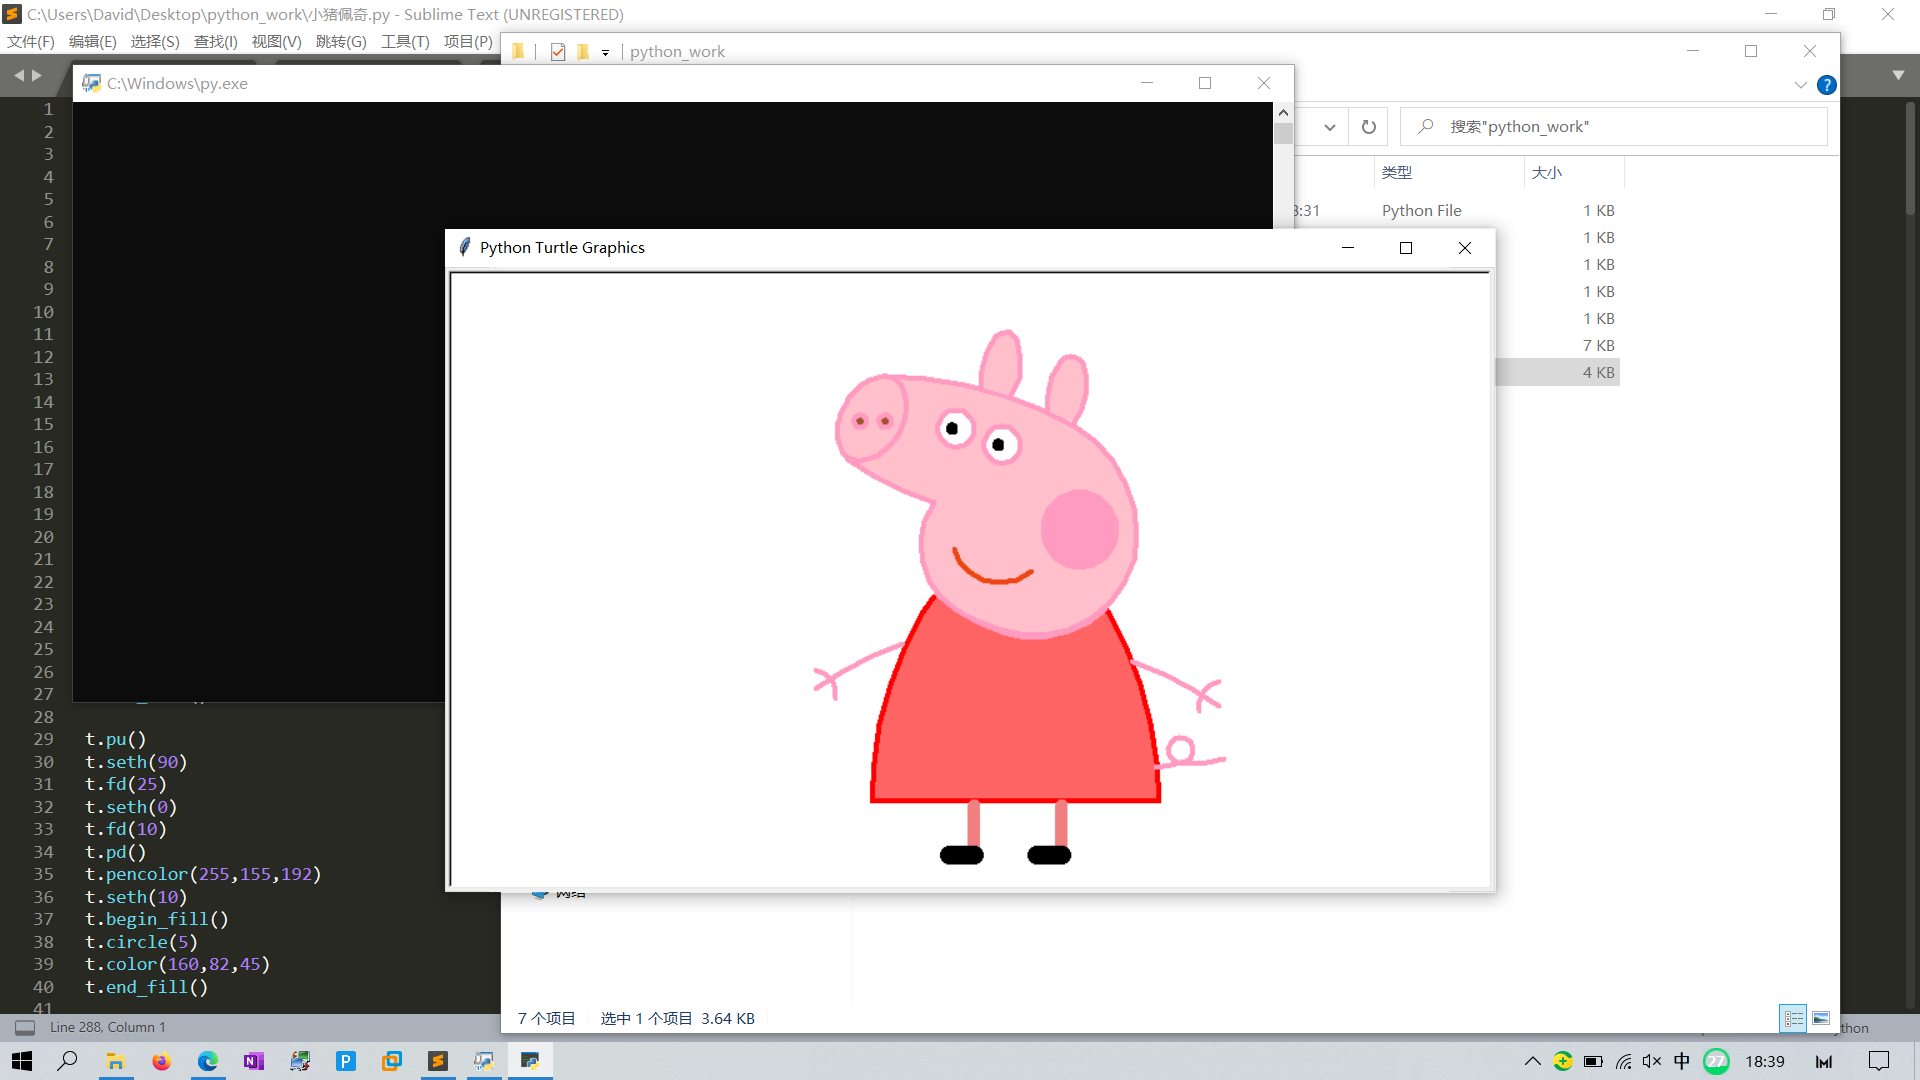 C:\Users\David\Desktop\python_work\小猪佩奇.py - Sublime Text (UNREGISTERED)
文件(F) 编辑(E) 选择(S) 查找(I) 视图(V) 跳转(G) 工具(T) 项目(P)
python_work
C:\Windows\py.exe
?
搜索"python_work"
类型 大小
3:31 Python File 1 KB
1 KB
1 KB
1 KB
1 KB
7 KB
4 KB
Python Turtle Graphics
1
2
3
4
5
6
7
8
9
10
11
12
13
14
15
16
17
18
19
20
21
22
23
24
25
26
27
28
29 t.pu()
30 t.seth(90)
31 t.fd(25)
32 t.seth(0)
33 t.fd(10)
34 t.pd()
35 t.pencolor(255,155,192)
36 t.seth(10)
37 t.begin_fill()
38 t.circle(5)
39 t.color(160,82,45)
40 t.end_fill()
41
网络
7 个项目 选中 1 个项目 3.64 KB
Line 288, Column 1
thon
中 27 18:39